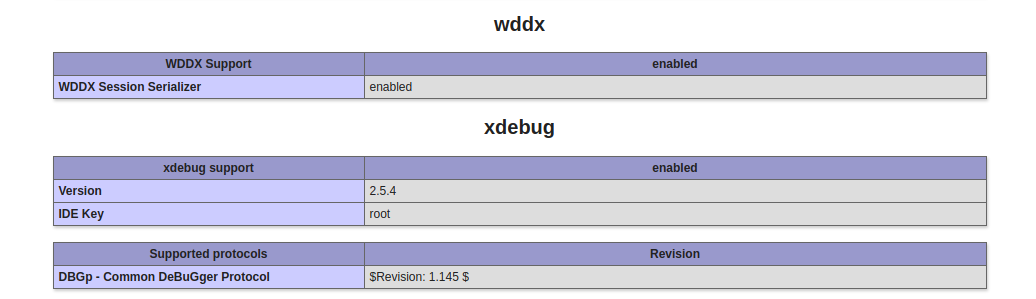 wddx
WDDX Support enabled
WDDX Session Serializer enabled
xdebug
xdebug support enabled
Version 2.5.4
IDE Key root
Supported protocols Revision
DBGp - Common DeBuGger Protocol $Revision: 1.145 $